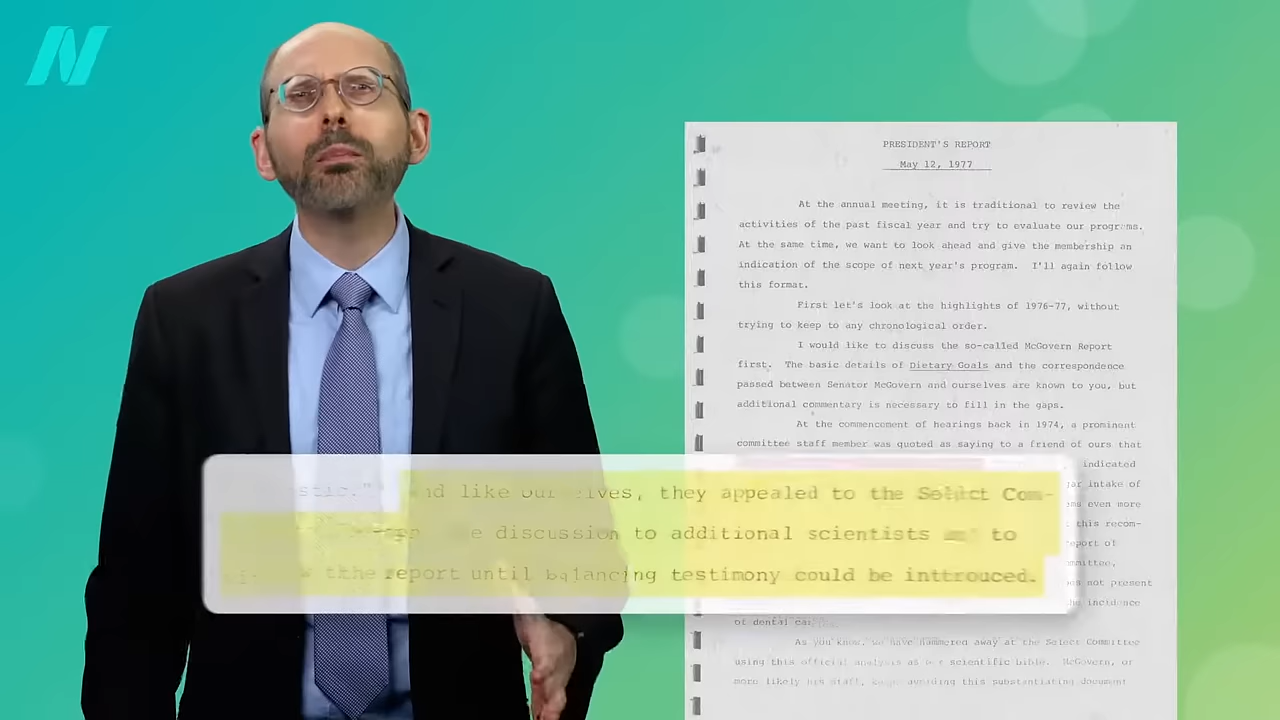 PRESIDENT'S REPORT
May 12, 1977
At the annual meeting, it is traditional to review the
activities of the past fiscal year and try to evaluate our programs.
At the same time, we want to look ahead and give the membership an
indication of the scope of next year's program. I'll again follow
this format.
First let's look at the highlights of 1976-77, without
trying to keep to any chronological order.
I would like to discuss the so-called McGovern Report
first. The basic details of Dietary Goals and the correspondence
passed between Senator McGovern and ourselves are known to you, but
additional commentary is necessary to fill in the gaps.
At the commencement of hearings back in 1974, a prominent
committee staff member was quoted as saying to a friend of ours that
indicated
intake of
even more
this recom-
report of
not present
incidence
of dental
As you know, we have hammered away at the Select Committee
using this official analysis as our scientific bible. McGovern, or
more likely his staff, keeps avoiding this substantiating document
and like ourselves, they appealed to the Select Com-
discussion to additional scientists to
report until balancing testimony could be inttrouced.